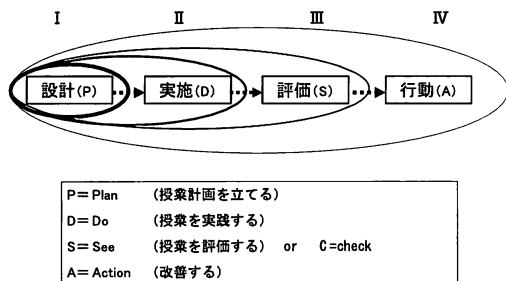 I II III IV
設計(P) 実施(D) 評価(S) 行動(A)
P=Plan (授業計画を立てる)
D=Do (授業を実践する)
S=See (授業を評価する) or C=check
A=Action (改善する)